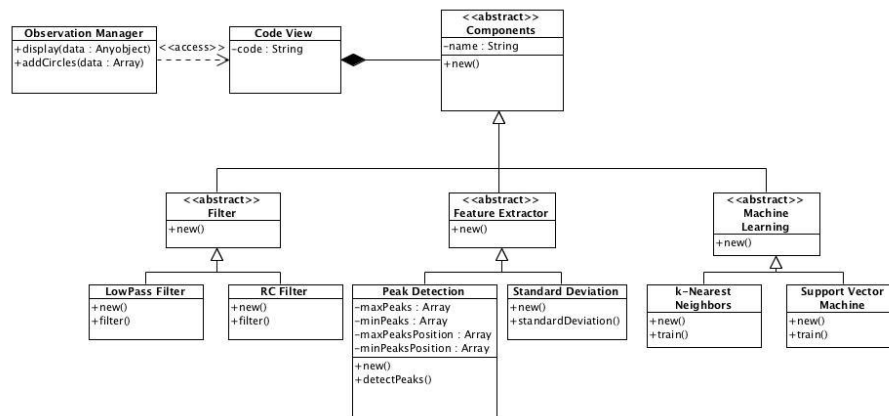 Observation Manager
+display(data : Anyobject)
+addCircles(data : Array)
<<access>>
Code View
-code : String
<<abstract>>
Components
-name : String
+new()
<<abstract>>
Filter
+new()
<<abstract>>
Feature Extractor
+new()
<<abstract>>
Machine
Learning
+new()
LowPass Filter
+new()
+filter()
RC Filter
+new()
+filter()
Peak Detection
-maxPeaks : Array
-minPeaks : Array
-maxPeaksPosition : Array
-minPeaksPosition : Array
+new()
+detectPeaks()
Standard Deviation
+new()
+standardDeviation()
k-Nearest
Neighbors
+new()
+train()
Support Vector
Machine
+new()
+train()